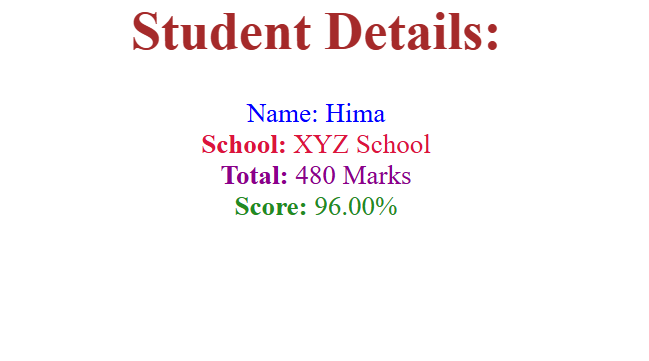 Student Details:
Name: Hima
School: XYZ School
Total: 480 Marks
Score: 96.00%